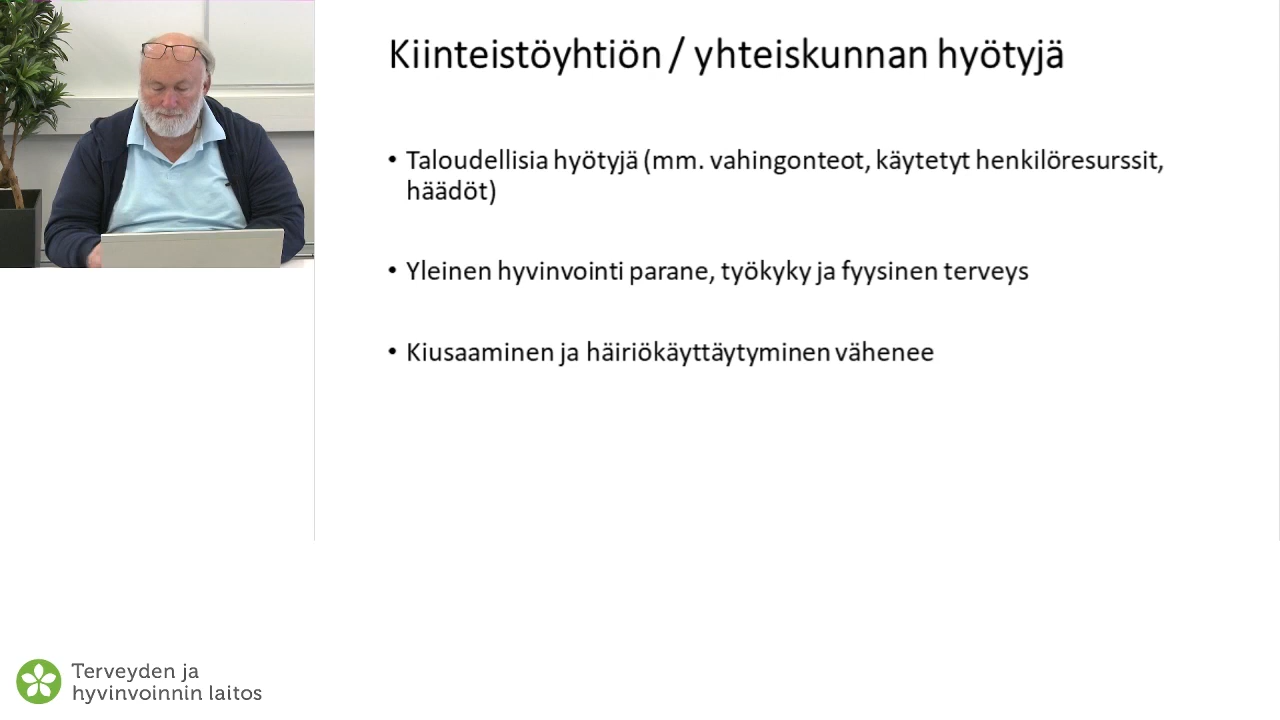 Kiinteistöyhtiön / yhteiskunnan hyötyjä
• Taloudellisia hyötyjä (mm. vahingonteot, käytetyt henkilöresurssit,
häädöt)
• Yleinen hyvinvointi parane, työkyky ja fyysinen terveys
• Kiusaaminen ja häiriökäyttäytyminen vähenee
Terveyden ja
hyvinvoinnin laitos